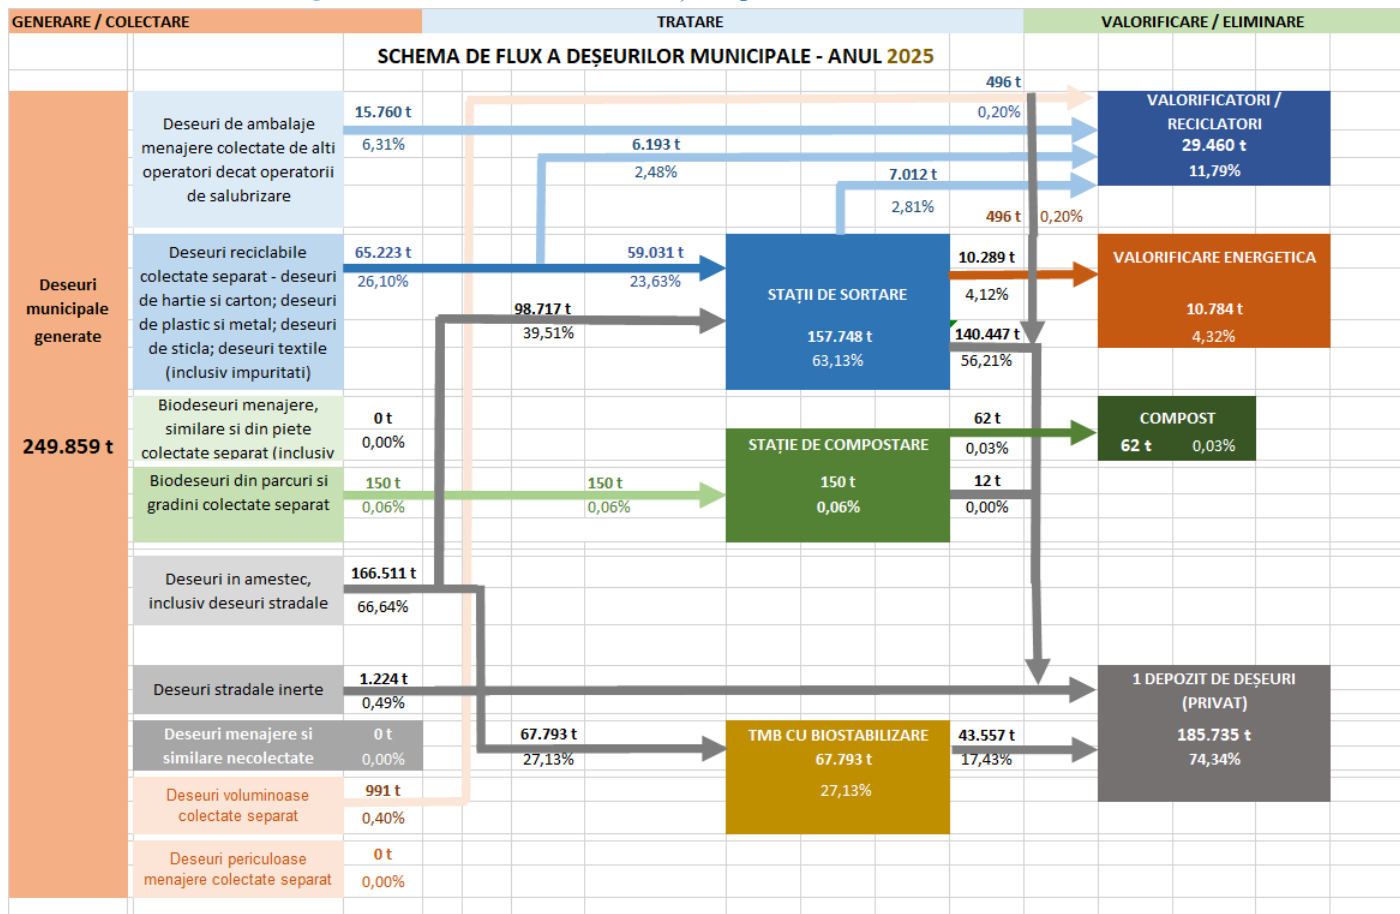 GENERARE / COLECTARE
TRATARE
VALORIFICARE / ELIMINARE
SCHEMA DE FLUX A DEȘEURILOR MUNICIPALE - ANUL 2025
Deseuri
municipale
generate
249.859 t
Deseuri de ambalaje
menajere colectate de alti
operatori decat operatorii
de salubrizare
15.760 t
6,31%
6.193 t
2,48%
7.012 t
2,81%
496 t
0,20%
496 t
0,20%
VALORIFICATORI /
RECICLATORI
29.460 t
11,79%
Deseuri reciclabile
colectate separat - deseuri
de hartie si carton; deseuri
de plastic si metal; deseuri
de sticla; deseuri textile
(inclusiv impuritati)
65.223 t
26,10%
59.031 t
23,63%
98.717 t
39,51%
STAȚII DE SORTARE
157.748 t
63,13%
10.289 t
4,12%
140.447 t
56,21%
VALORIFICARE ENERGETICA
10.784 t
4,32%
Biodeseuri menajere,
similare si din piete
colectate separat (inclusiv
0 t
0,00%
Biodeseuri din parcuri si
gradini colectate separat
150 t
0,06%
150 t
0,06%
STAȚIE DE COMPOSTARE
150 t
0,06%
62 t
0,03%
12 t
0,00%
COMPOST
62 t 0,03%
Deseuri in amestec,
inclusiv deseuri stradale
166.511 t
66,64%
Deseuri stradale inerte
1.224 t
0,49%
1 DEPOZIT DE DEȘEURI
(PRIVAT)
185.735 t
74,34%
Deseuri menajere si
similare necolectate
0 t
0,00%
67.793 t
27,13%
TMB CU BIOSTABILIZARE
67.793 t
27,13%
43.557 t
17,43%
Deseuri voluminoase
colectate separat
991 t
0,40%
Deseuri periculoase
menajere colectate separat
0 t
0,00%